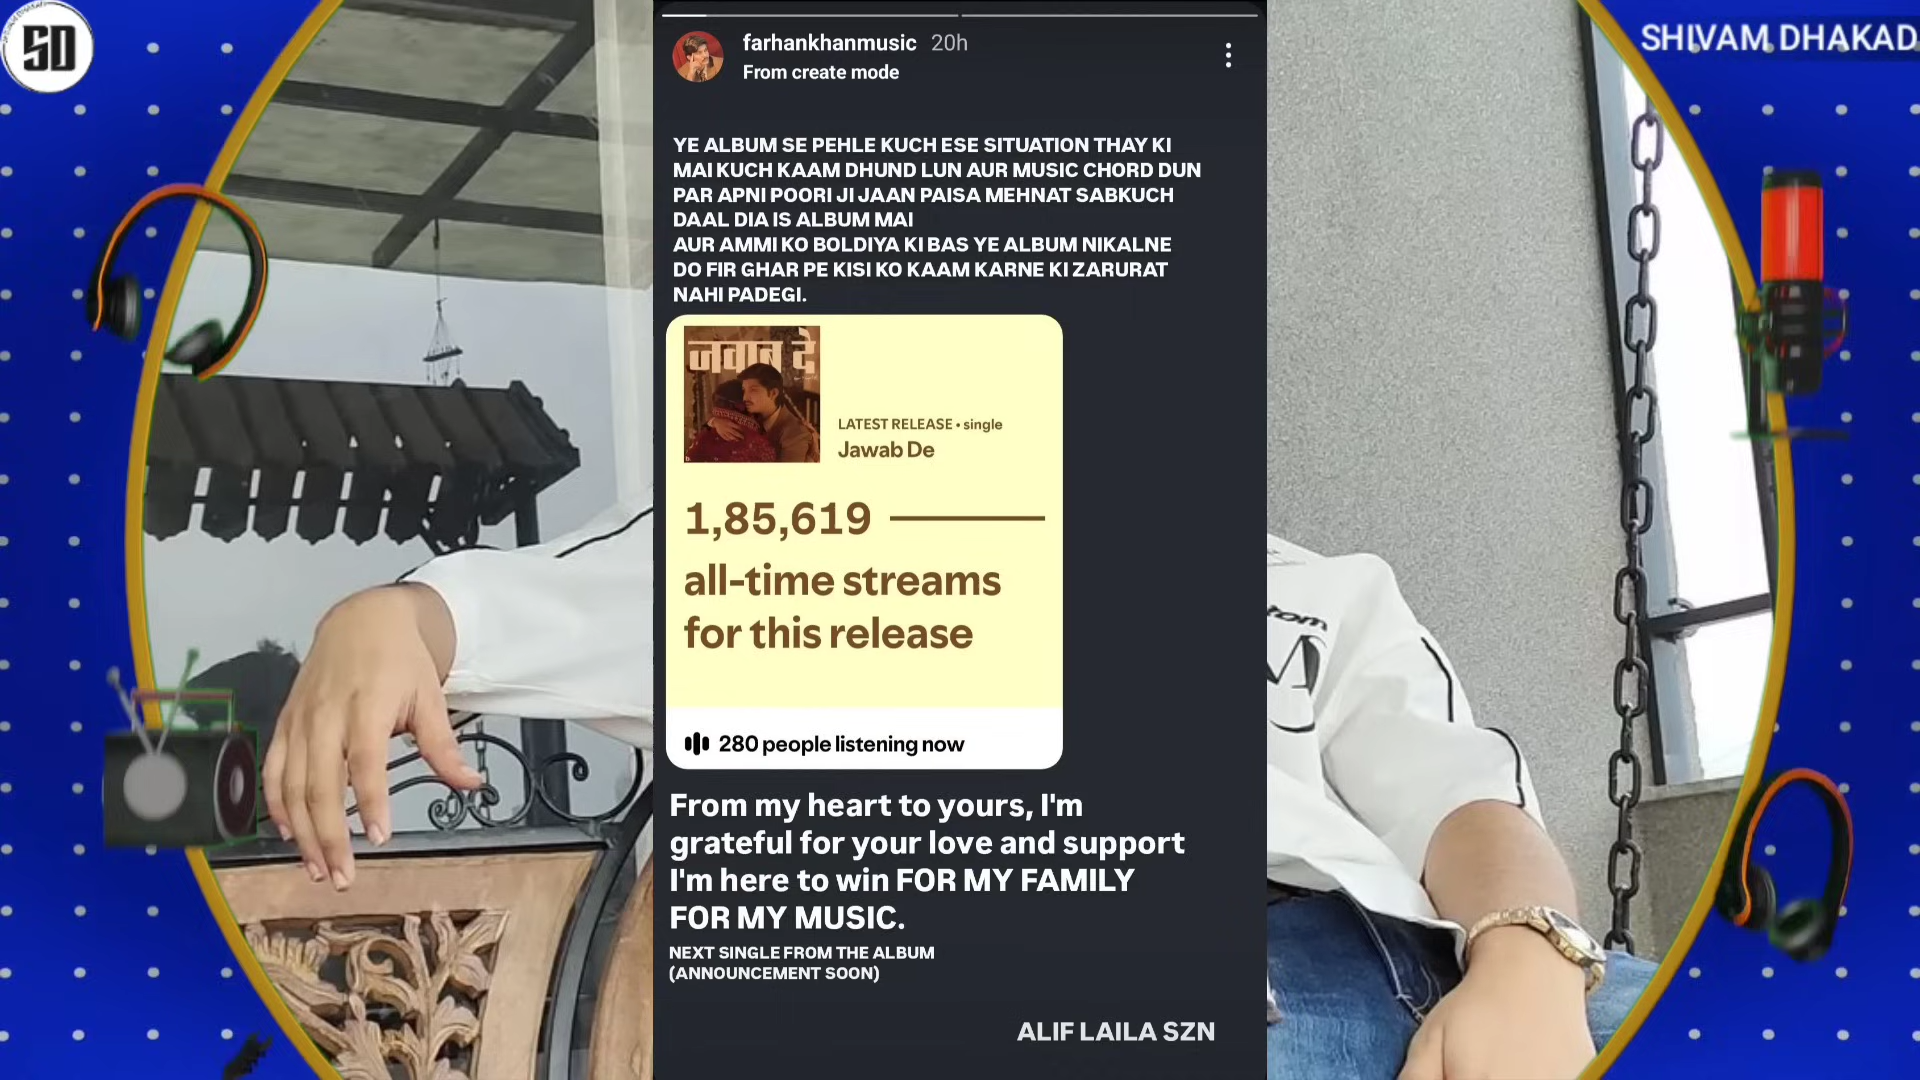 SD
SHIVAM DHAKAD
farhankhanmusic 20h
From create mode
YE ALBUM SE PEHLE KUCH ESE SITUATION THAY KI
MAI KUCH KAAM DHUND LUN AUR MUSIC CHORD DUN
PAR APNI POORI JI JAAN PAISA MEHNAT SABKUCH
DAAL DIA IS ALBUM MAI
AUR AMMI KO BOLDIYA KI BAS YE ALBUM NIKALNE
DO FIR GHAR PE KISI KO KAAM KARNE KI ZARURAT
NAHI PADEGI.
जवाब दे
LATEST RELEASE • single
Jawab De
1,85,619
all-time streams
for this release
280 people listening now
From my heart to yours, I'm
grateful for your love and support
I'm here to win FOR MY FAMILY
FOR MY MUSIC.
NEXT SINGLE FROM THE ALBUM
(ANNOUNCEMENT SOON)
ALIF LAILA SZN